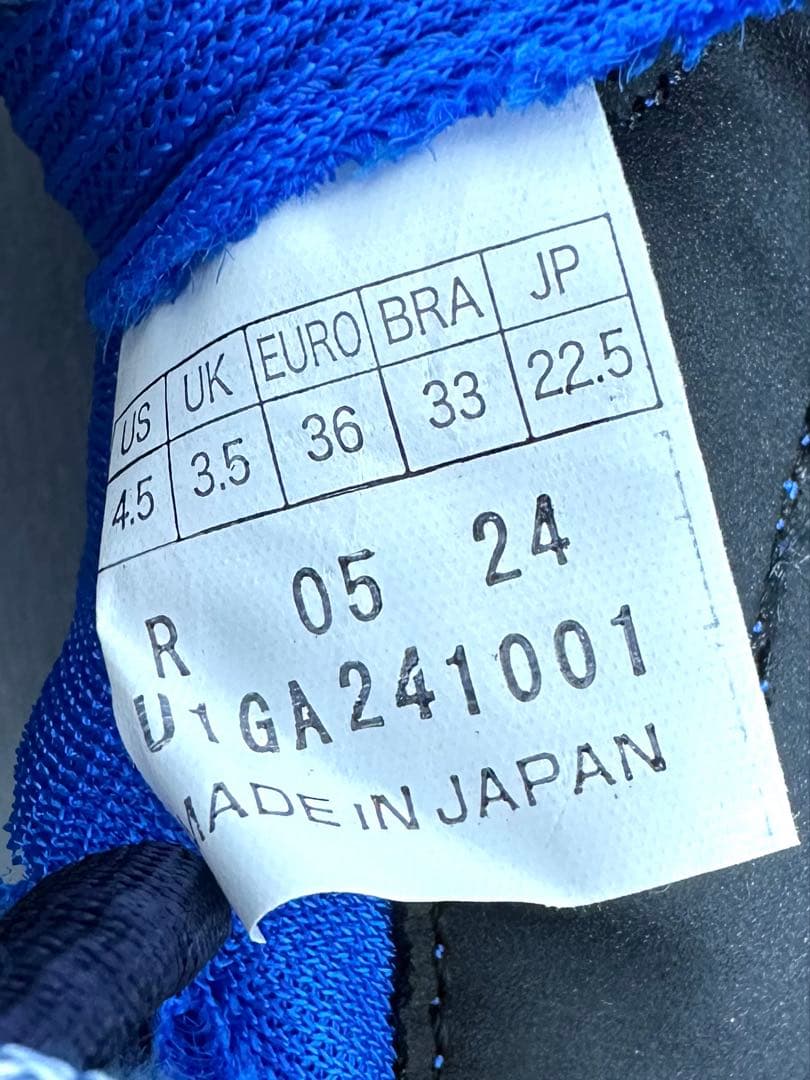 US UK EURO BRA JP
4.5 3.5 36 33 22.5
R 05 24
U1GA241001
MADE IN JAPAN